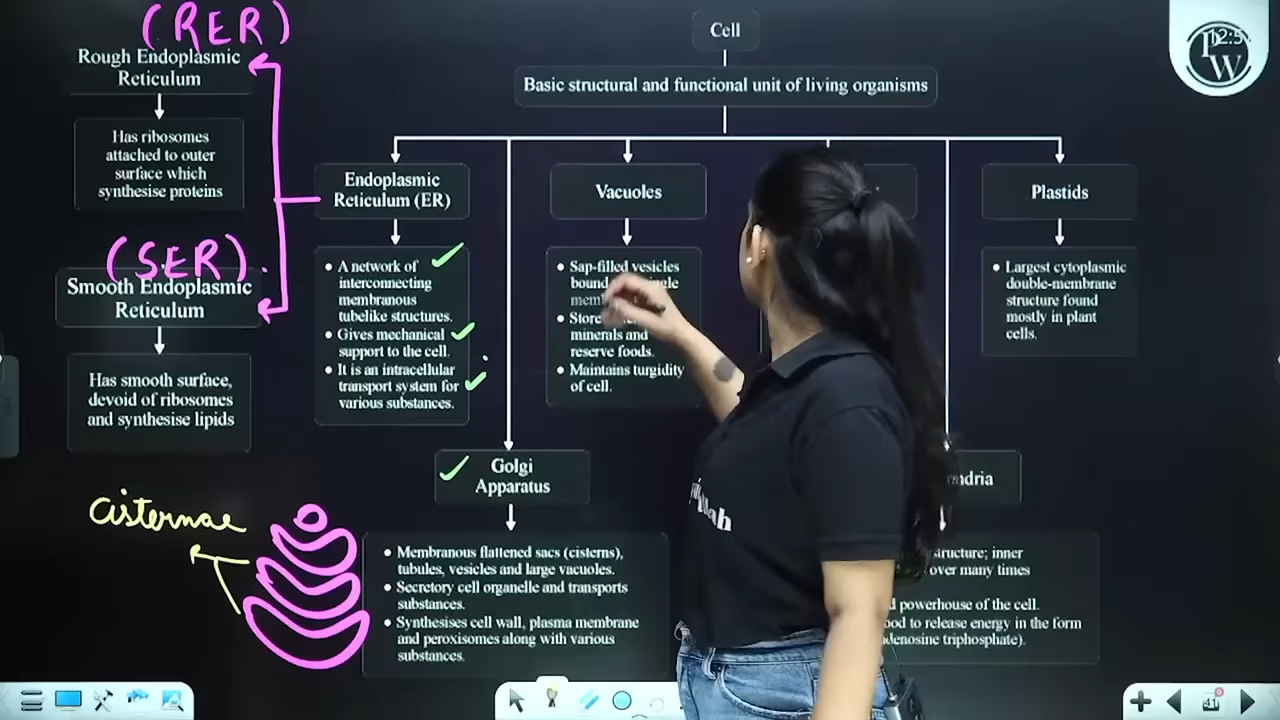 (RER)
Rough Endoplasmic
Reticulum
Has ribosomes
attached to outer
surface which
synthesise proteins
(SER)
Smooth Endoplasmic
Reticulum
Has smooth surface,
devoid of ribosomes
and synthesise lipids
Cell
Basic structural and functional unit of living organisms
Endoplasmic
Reticulum (ER)
• A network of
interconnecting
membranous
tubelike structures.
• Gives mechanical
support to the cell.
• It is an intracellular
transport system for
various substances.
Vacuoles
• Sap-filled vesicles
bound
minerals and
reserve foods.
• Maintains turgidity
of cell.
Plastids
• Largest cytoplasmic
double-membrane
structure found
mostly in plant
cells.
Golgi
Apparatus
• Membranous flattened sacs (cisterns),
tubules, vesicles and large vacuoles.
• Secretory cell organelle and transports
substances.
• Synthesises cell wall, plasma membrane
and peroxisomes along with various
substances.
Cisternae
structure; inner
over many times
powerhouse of the cell.
to release energy in the form
triphosphate).
PW
41